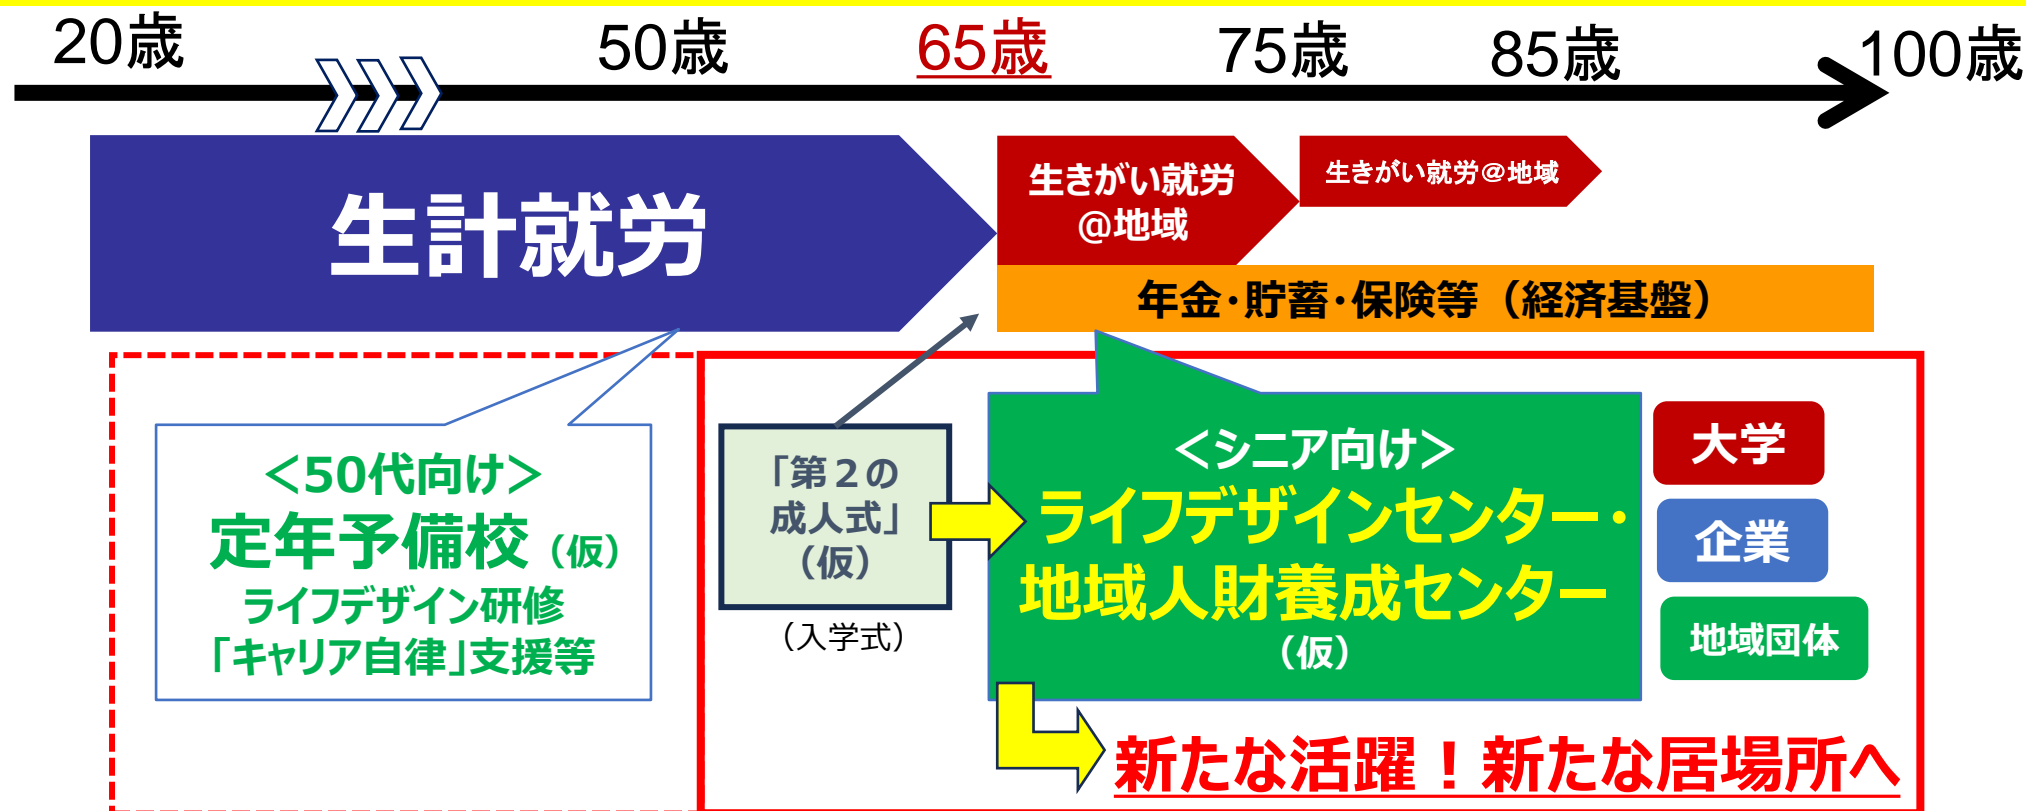 20歳
50歳
65歳
75歳
85歳
100歳
生計就労
生きがい就労
@地域
生きがい就労@地域
年金・貯蓄・保険等（経済基盤）
＜50代向け＞
定年予備校（仮）
ライフデザイン研修
「キャリア自律」支援等
「第２の
成人式」
（仮）
（入学式）
＜シニア向け＞
ライフデザインセンター・
地域人財養成センター
（仮）
大学
企業
地域団体
新たな活躍！新たな居場所へ